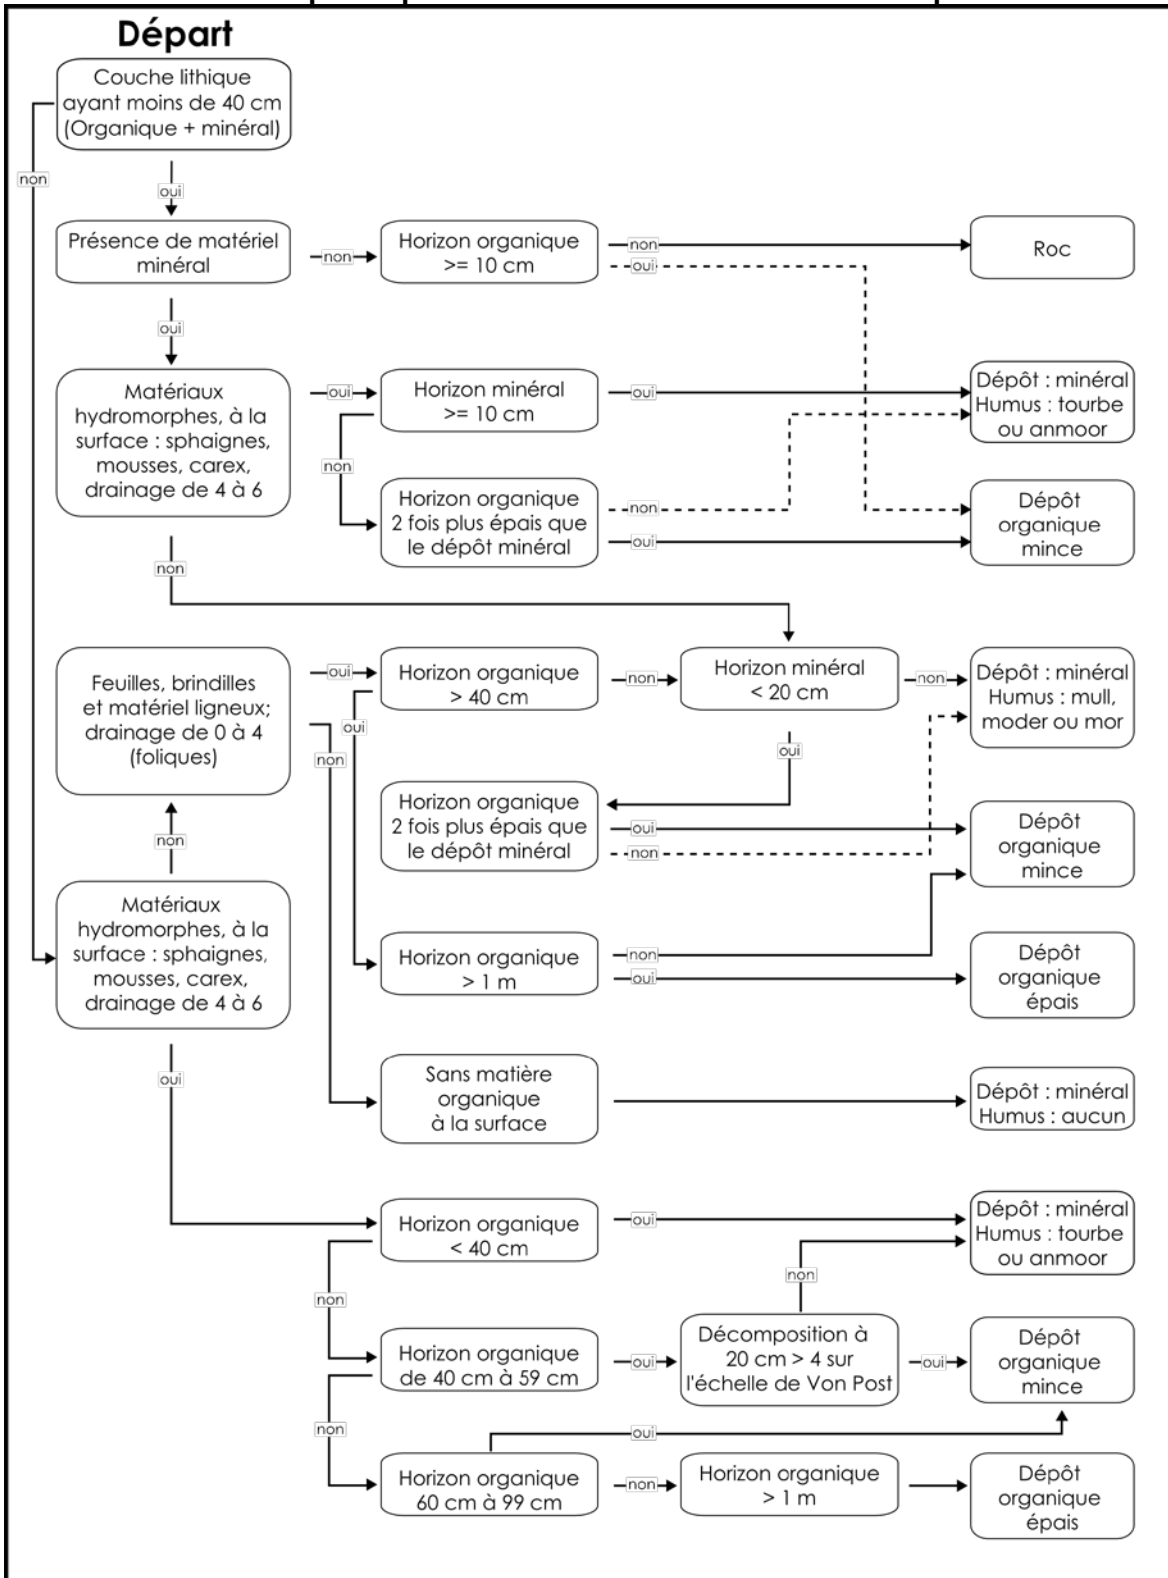 Départ
Couche lithique
ayant moins de 40 cm
(Organique + minéral)
non
oui
Présence de matériel
minéral
non
Horizon organique
>= 10 cm
non
oui
Roc
oui
Matériaux
hydromorphes, à la
surface : sphaignes,
mousses, carex,
drainage de 4 à 6
oui
Horizon minéral
>= 10 cm
oui
Dépôt : minéral
Humus : tourbe
ou anmoor
non
Horizon organique
2 fois plus épais que
le dépôt minéral
non
oui
Dépôt
organique
mince
non
Feuilles, brindilles
et matériel ligneux;
drainage de 0 à 4
(foliques)
oui
Horizon organique
> 40 cm
non
Horizon minéral
< 20 cm
non
Dépôt : minéral
Humus : mull,
moder ou mor
oui
non
oui
Horizon organique
2 fois plus épais que
le dépôt minéral
oui
non
Dépôt
organique
mince
non
Matériaux
hydromorphes, à la
surface : sphaignes,
mousses, carex,
drainage de 4 à 6
Horizon organique
> 1 m
non
oui
Dépôt
organique
épais
oui
Sans matière
organique
à la surface
Dépôt : minéral
Humus : aucun
Horizon organique
< 40 cm
oui
Dépôt : minéral
Humus : tourbe
ou anmoor
non
non
Horizon organique
de 40 cm à 59 cm
oui
Décomposition à
20 cm > 4 sur
l'échelle de Von Post
oui
Dépôt
organique
mince
non
oui
Horizon organique
60 cm à 99 cm
non
Horizon organique
> 1 m
Dépôt
organique
épais